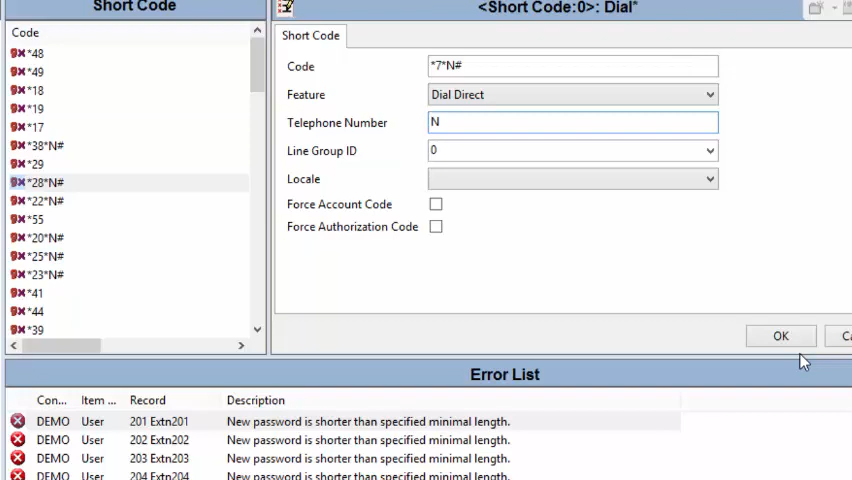 Short Code
<Short Code:0>: Dial*
Code
*48
*49
*18
*19
*17
*38*N#
*29
*28*N#
*22*N#
*55
*20*N#
*25*N#
*23*N#
*41
*44
*39
Short Code
Code *7*N#
Feature Dial Direct
Telephone Number N
Line Group ID 0
Locale
Force Account Code
Force Authorization Code
OK Ca
Error List
Con... Item ... Record Description
DEMO User 201 Extn201 New password is shorter than specified minimal length.
DEMO User 202 Extn202 New password is shorter than specified minimal length.
DEMO User 203 Extn203 New password is shorter than specified minimal length.
DEMO User 204 Extn204 New password is shorter than specified minimal length.